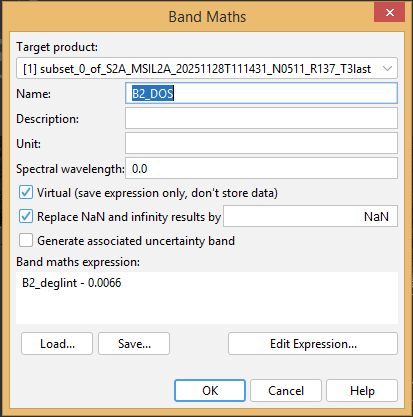 Band Maths
Target product:
[1] subset_0_of_S2A_MSIL2A_20251128T111431_N0511_R137_T3last
Name: B2_DOS
Description:
Unit:
Spectral wavelength: 0.0
Virtual (save expression only, don't store data)
Replace NaN and infinity results by NaN
Generate associated uncertainty band
Band maths expression:
B2_deglint - 0.0066
Load... Save... Edit Expression...
OK Cancel Help